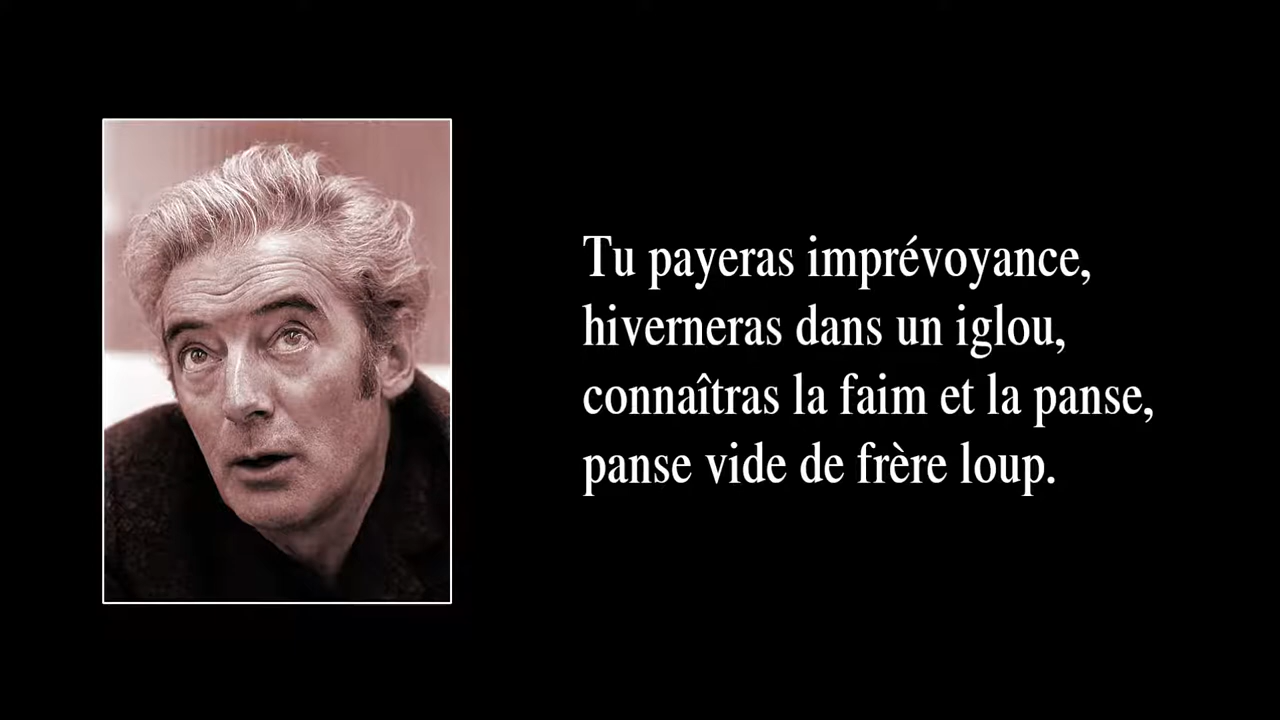 Tu payeras imprévoyance,
hiverneras dans un iglou,
connaîtras la faim et la panse,
panse vide de frère loup.